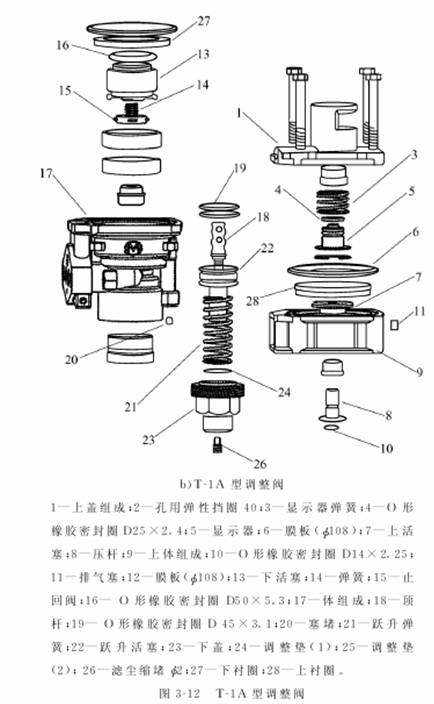 27
16
13
14
15
1
19
3
17
4
18
5
22
6
7
28
11
20
21
24
9
23
8
26
10
b)T-1A 型调整阀
1—上盖组成;2—孔用弹性挡圈 40;3—显示器弹簧;4—O 形
橡胶密封圈 D25×2.4;5—显示器;6—膜板(ϕ108);7—上活
塞;8—压杆;9—上体组成;10—O 形橡胶密封圈 D14×2.25;
11—排气塞;12—膜板(ϕ108);13—下活塞;14—弹簧;15—止
回阀;16— O 形橡胶密封圈 D50×5.3;17—体组成;18—顶
杆;19— O 形橡胶密封圈 D 45×3.1;20—塞堵;21—跃升弹
簧;22—跃升活塞;23—下盖;24—调整垫(1);25—调整垫
(2); 26—滤尘缩堵 ϕ2;27—下衬圈;28—上衬圈。
图 3-12 T-1A 型调整阀